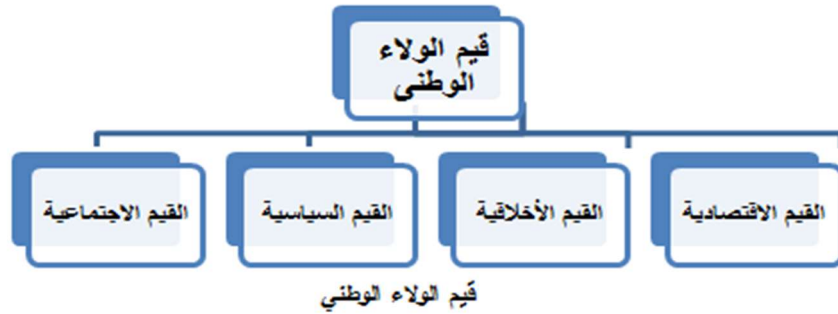 قيم الولاء
الوطنى
القيم الاقتصادية
القيم الأخلاقية
القيم السياسية
القيم الاجتماعية
قيم الولاء الوطني